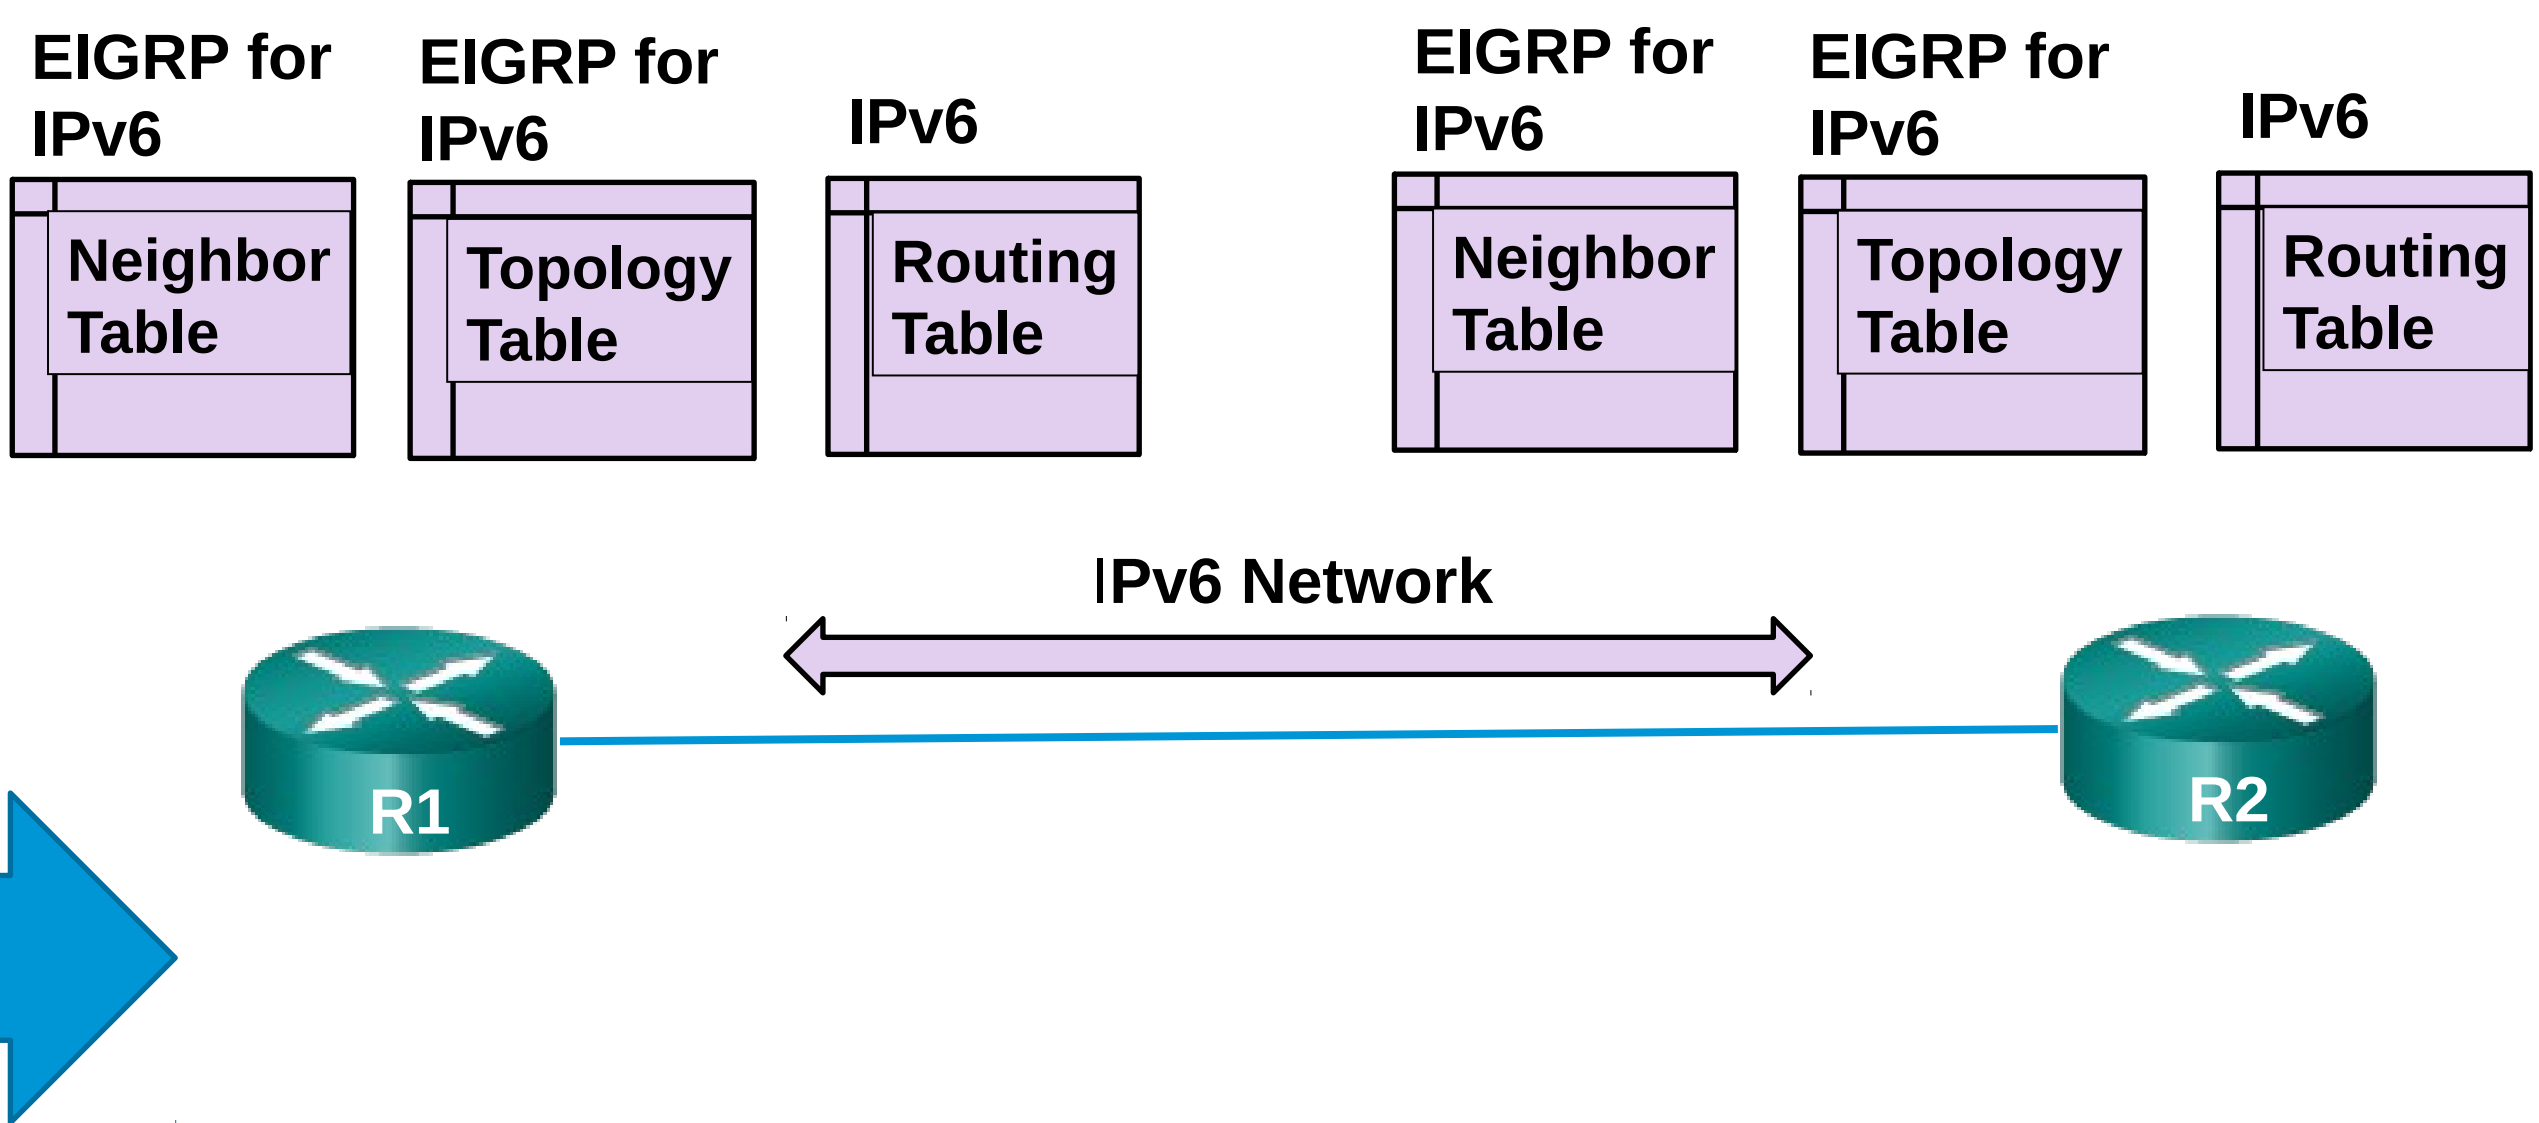 EIGRP for
IPv6
Neighbor
Table
EIGRP for
IPv6
Topology
Table
IPv6
Routing
Table
EIGRP for
IPv6
Neighbor
Table
EIGRP for
IPv6
Topology
Table
IPv6
Routing
Table
IPv6 Network
R1
R2